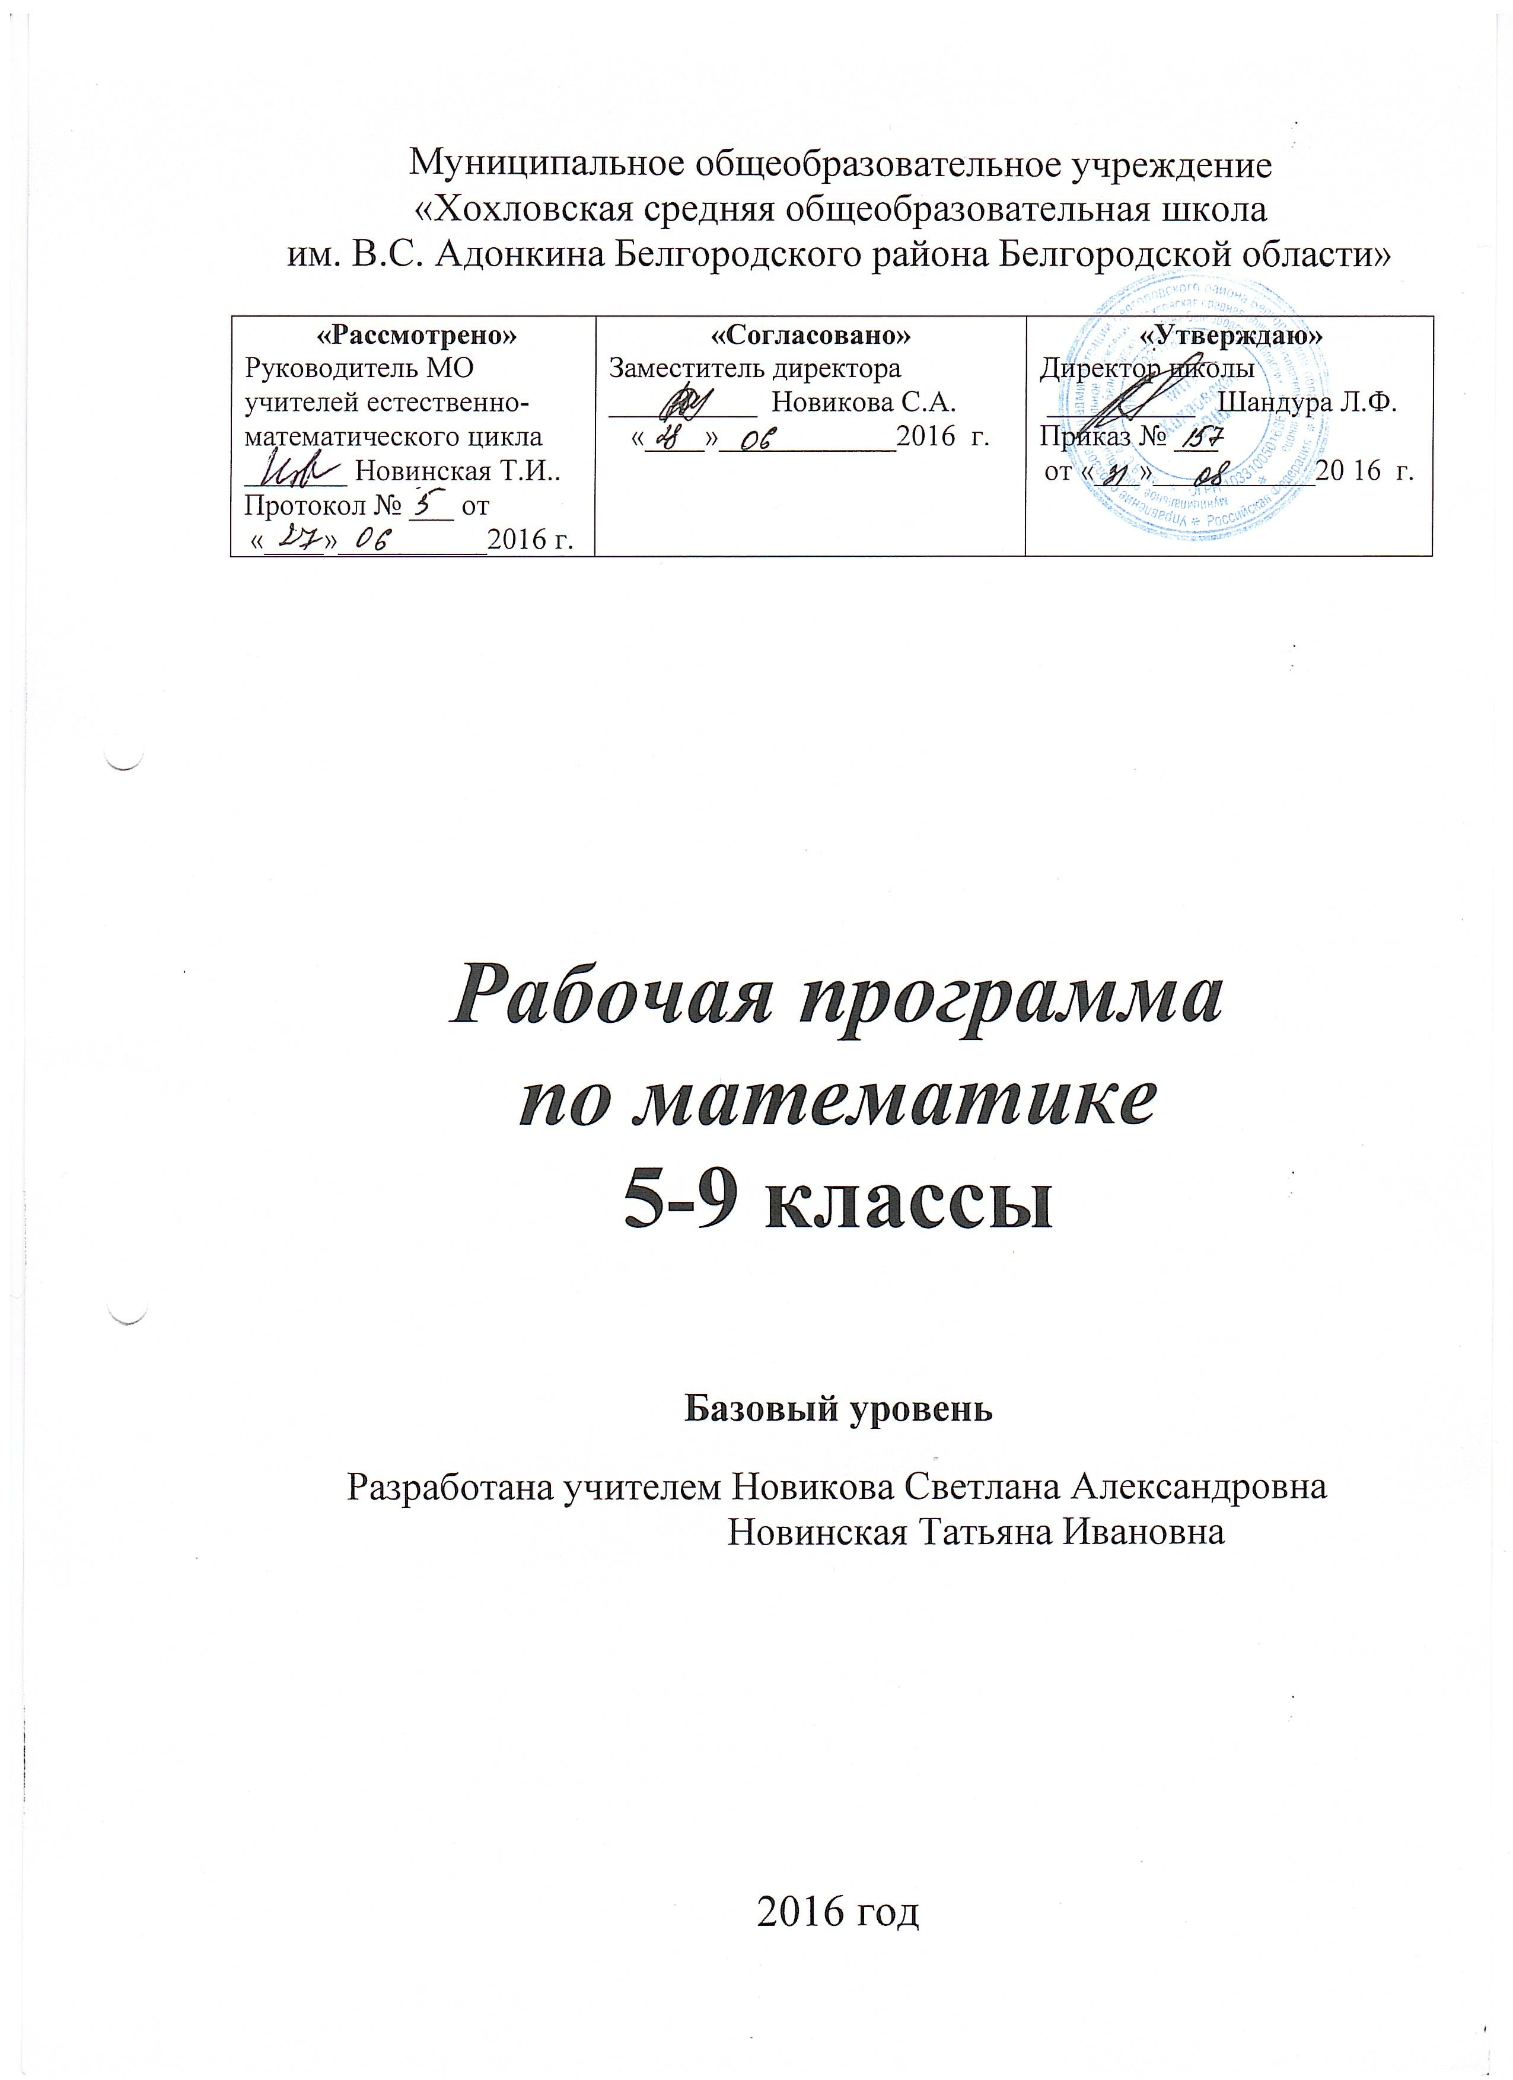 Муниципальное общеобразовательное учреждение
«Хохловская средняя общеобразовательная школа
им. В.С. Адонкина Белгородского района Белгородской области»
«Рассмотрено»
Руководитель МО
учителей естественно-
математического цикла
Новинская Т.И..
Протокол № 5 от
«27» 06 2016 г.
«Согласовано»
Заместитель директора
Новикова С.А.
«28» 06 2016 г.
«Утверждаю»
Директор школы
Шандура Л.Ф.
Приказ № 157
от «31» 08 20 16 г.
Рабочая программа
по математике
5-9 классы
Базовый уровень
Разработана учителем Новикова Светлана Александровна
Новинская Татьяна Ивановна
2016 год